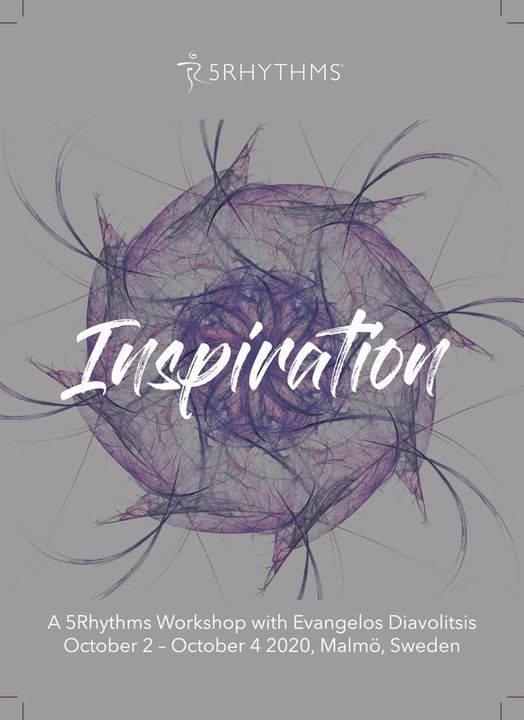 5RHYTHMS®
Inspiration
A 5Rhythms Workshop with Evangelos Diavolitsis
October 2 – October 4 2020, Malmö, Sweden